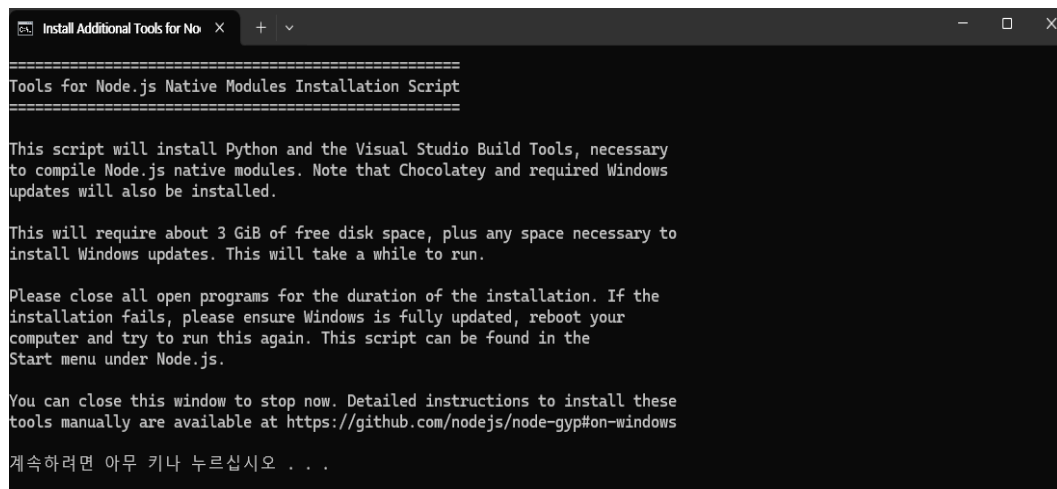 Install Additional Tools for No
==================================================
Tools for Node.js Native Modules Installation Script
==================================================
This script will install Python and the Visual Studio Build Tools, necessary
to compile Node.js native modules. Note that Chocolatey and required Windows
updates will also be installed.
This will require about 3 GiB of free disk space, plus any space necessary to
install Windows updates. This will take a while to run.
Please close all open programs for the duration of the installation. If the
installation fails, please ensure Windows is fully updated, reboot your
computer and try to run this again. This script can be found in the
Start menu under Node.js.
You can close this window to stop now. Detailed instructions to install these
tools manually are available at https://github.com/nodejs/node-gyp#on-windows
계속하려면 아무 키나 누르십시오 . . .